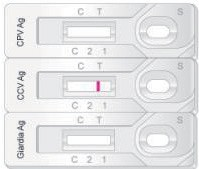 CPV Ag
C T
S
C 2 1
CCV Ag
C T
S
C 2 1
Giardia Ag
C T
S
C 2 1